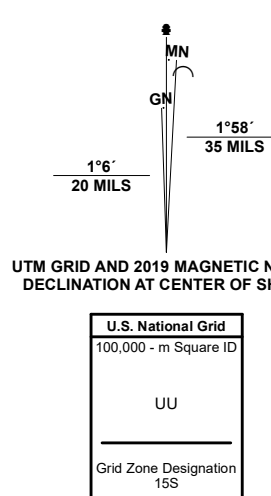 MN
GN
1°58´
35 MILS
1°6´
20 MILS
UTM GRID AND 2019 MAGNETIC N
DECLINATION AT CENTER OF SH
U.S. National Grid
100,000 - m Square ID
UU
Grid Zone Designation
15S